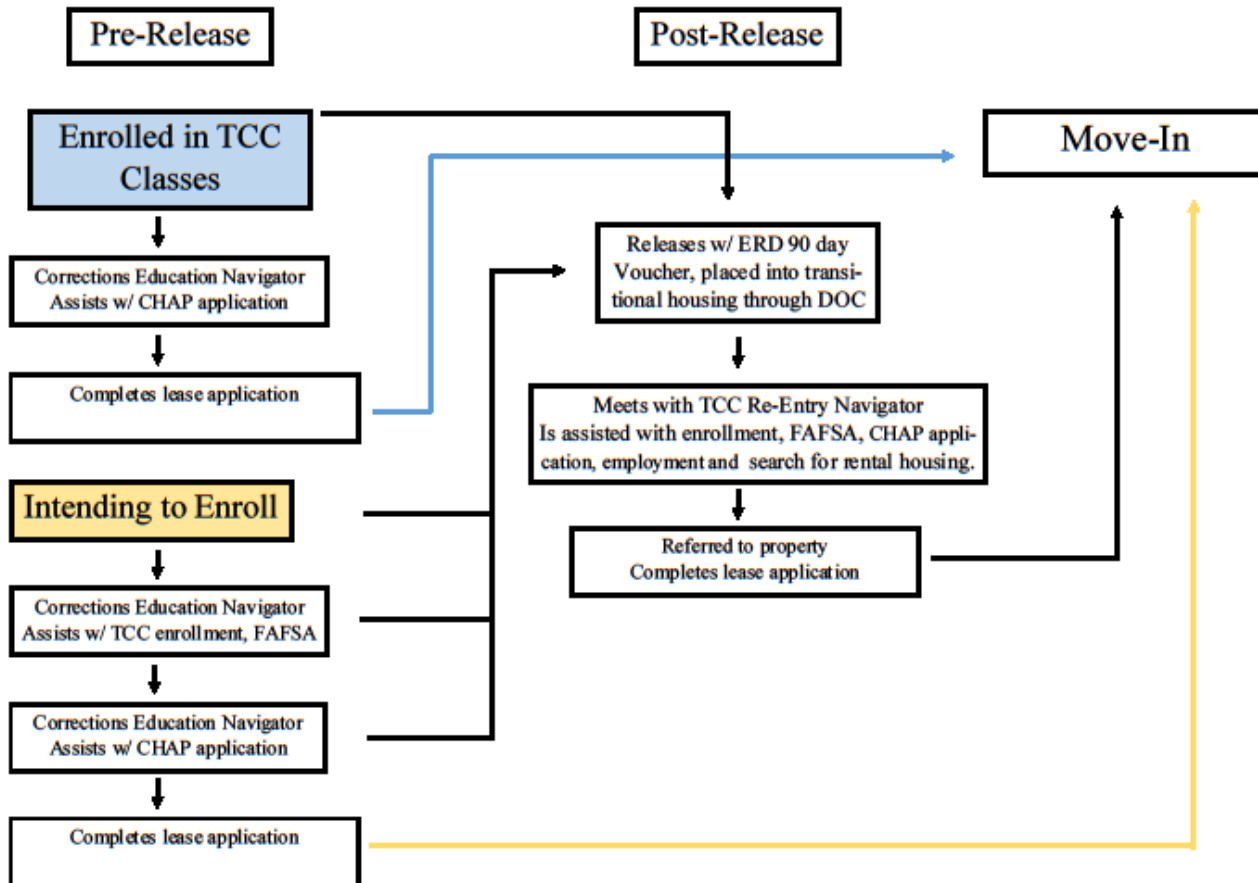 Pre-Release
Post-Release
Enrolled in TCC
Classes
Move-In
Corrections Education Navigator
Assists w/ CHAP application
Completes lease application
Intending to Enroll
Corrections Education Navigator
Assists w/ TCC enrollment, FAFSA
Corrections Education Navigator
Assists w/ CHAP application
Completes lease application
Releases w/ ERD 90 day
Voucher, placed into transi-
tional housing through DOC
Meets with TCC Re-Entry Navigator
Is assisted with enrollment, FAFSA, CHAP appli-
cation, employment and search for rental housing.
Referred to property
Completes lease application